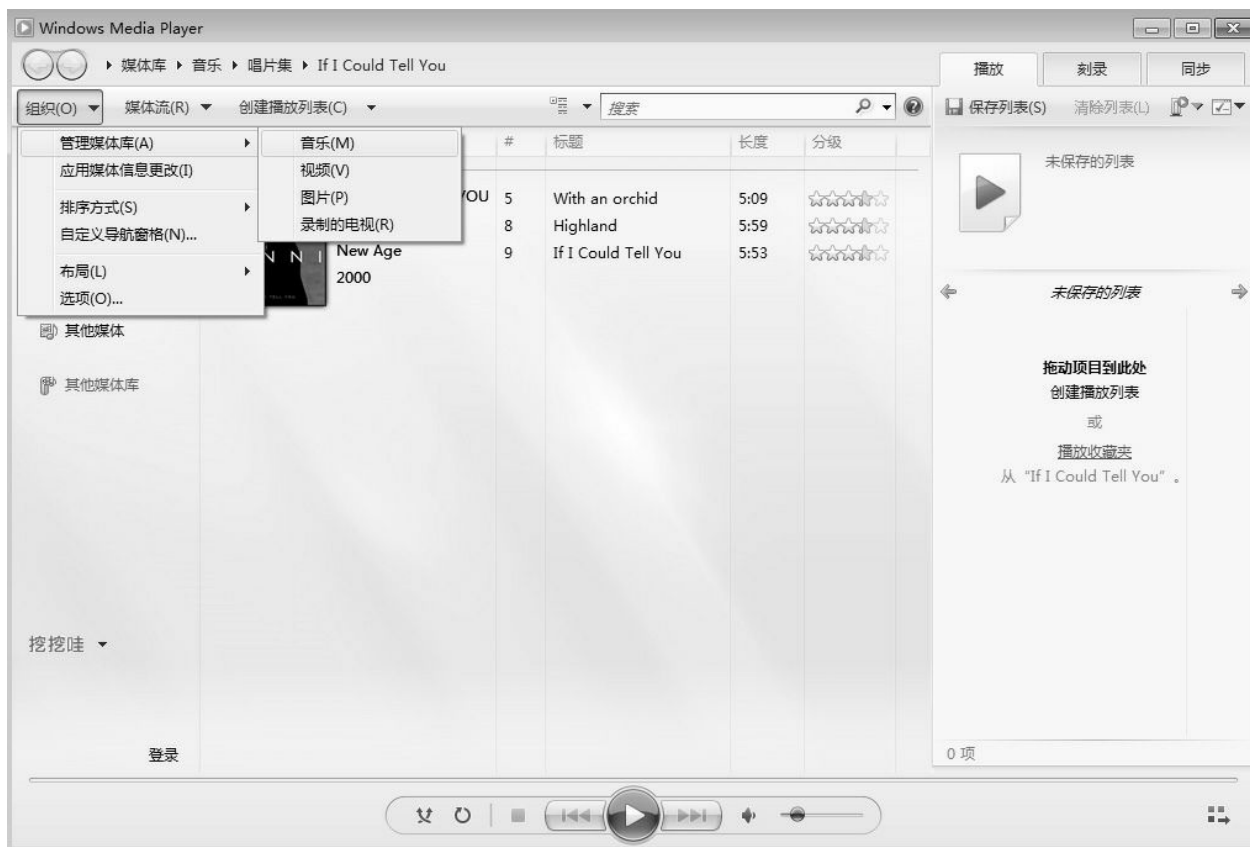 Windows Media Player
媒体库 音乐 唱片集 If I Could Tell You
播放 刻录 同步
组织(O) 媒体流(R) 创建播放列表(C) 搜索
保存列表(S) 清除列表(L)
管理媒体库(A)
应用媒体信息更改(I)
排序方式(S)
自定义导航窗格(N)...
布局(L)
选项(O)...
音乐(M)
视频(V)
图片(P)
录制的电视(R)
# 标题 长度 分级
YOU 5 With an orchid 5:09
8 Highland 5:59
New Age 9 If I Could Tell You 5:53
2000
N N I
其他媒体
其他媒体库
挖挖哇
登录
未保存的列表
未保存的列表
拖动项目到此处
创建播放列表
或
播放收藏夹
从 "If I Could Tell You" 。
0 项